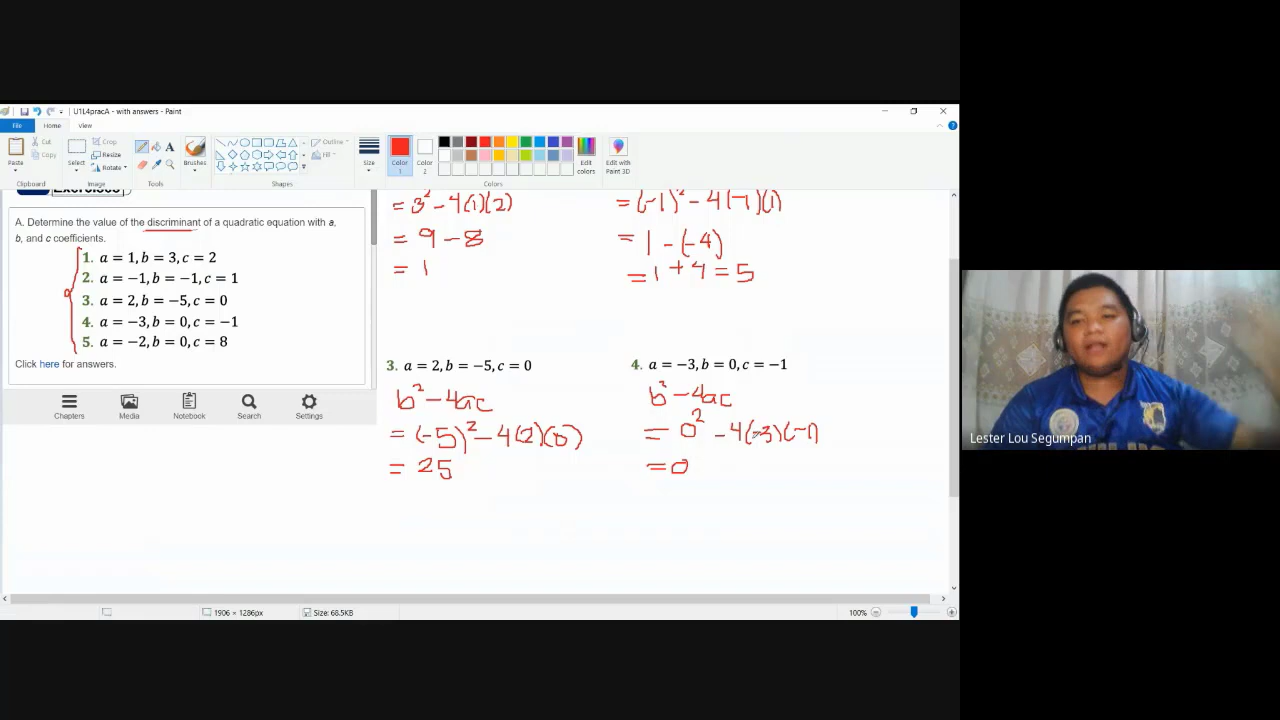 U1L4pracA - with answers - Paint
File Home View
Paste Cut Copy Clipboard
Select Crop Resize Rotate Image
Tools
Brushes
Shapes Outline Fill
Size
Color 1 Color 2 Colors
Edit colors
Edit with Paint 3D
Exercises
A. Determine the value of the discriminant of a quadratic equation with a,
b, and c coefficients.
1. a = 1, b = 3, c = 2
2. a = −1, b = −1, c = 1
3. a = 2, b = −5, c = 0
4. a = −3, b = 0, c = −1
5. a = −2, b = 0, c = 8
Click here for answers.
Chapters Media Notebook Search Settings
= 3² − 4(1)(2)
= 9 − 8
= 1
= (−1)² − 4(−1)(1)
= 1 − (−4)
= 1 + 4 = 5
3. a = 2, b = −5, c = 0
b² − 4ac
= (−5)² − 4(2)(0)
= 25
4. a = −3, b = 0, c = −1
b² − 4ac
= 0² − 4(−3)(−1)
= 0
1906 × 1286px Size: 68.5KB 100%
Lester Lou Segumpan